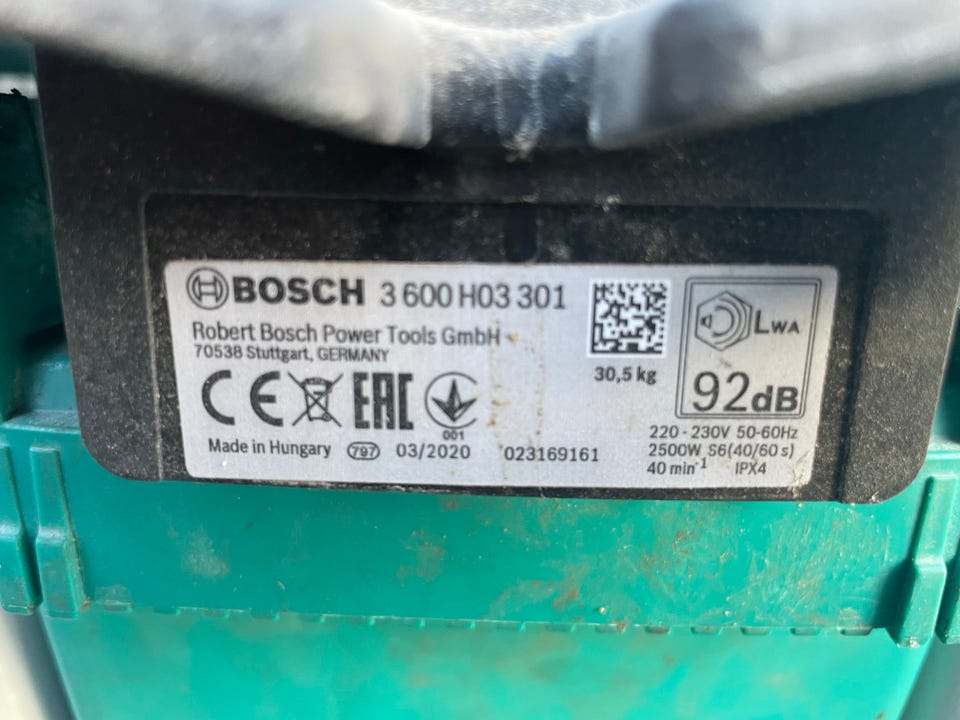 BOSCH 3 600 H03 301
Robert Bosch Power Tools GmbH
70538 Stuttgart, GERMANY
CE EAC
001
Made in Hungary 797 03/2020 023169161
30,5 kg
LWA
92dB
220 - 230V 50-60Hz
2500W S6(40/60 s)
40 min⁻¹ IPX4